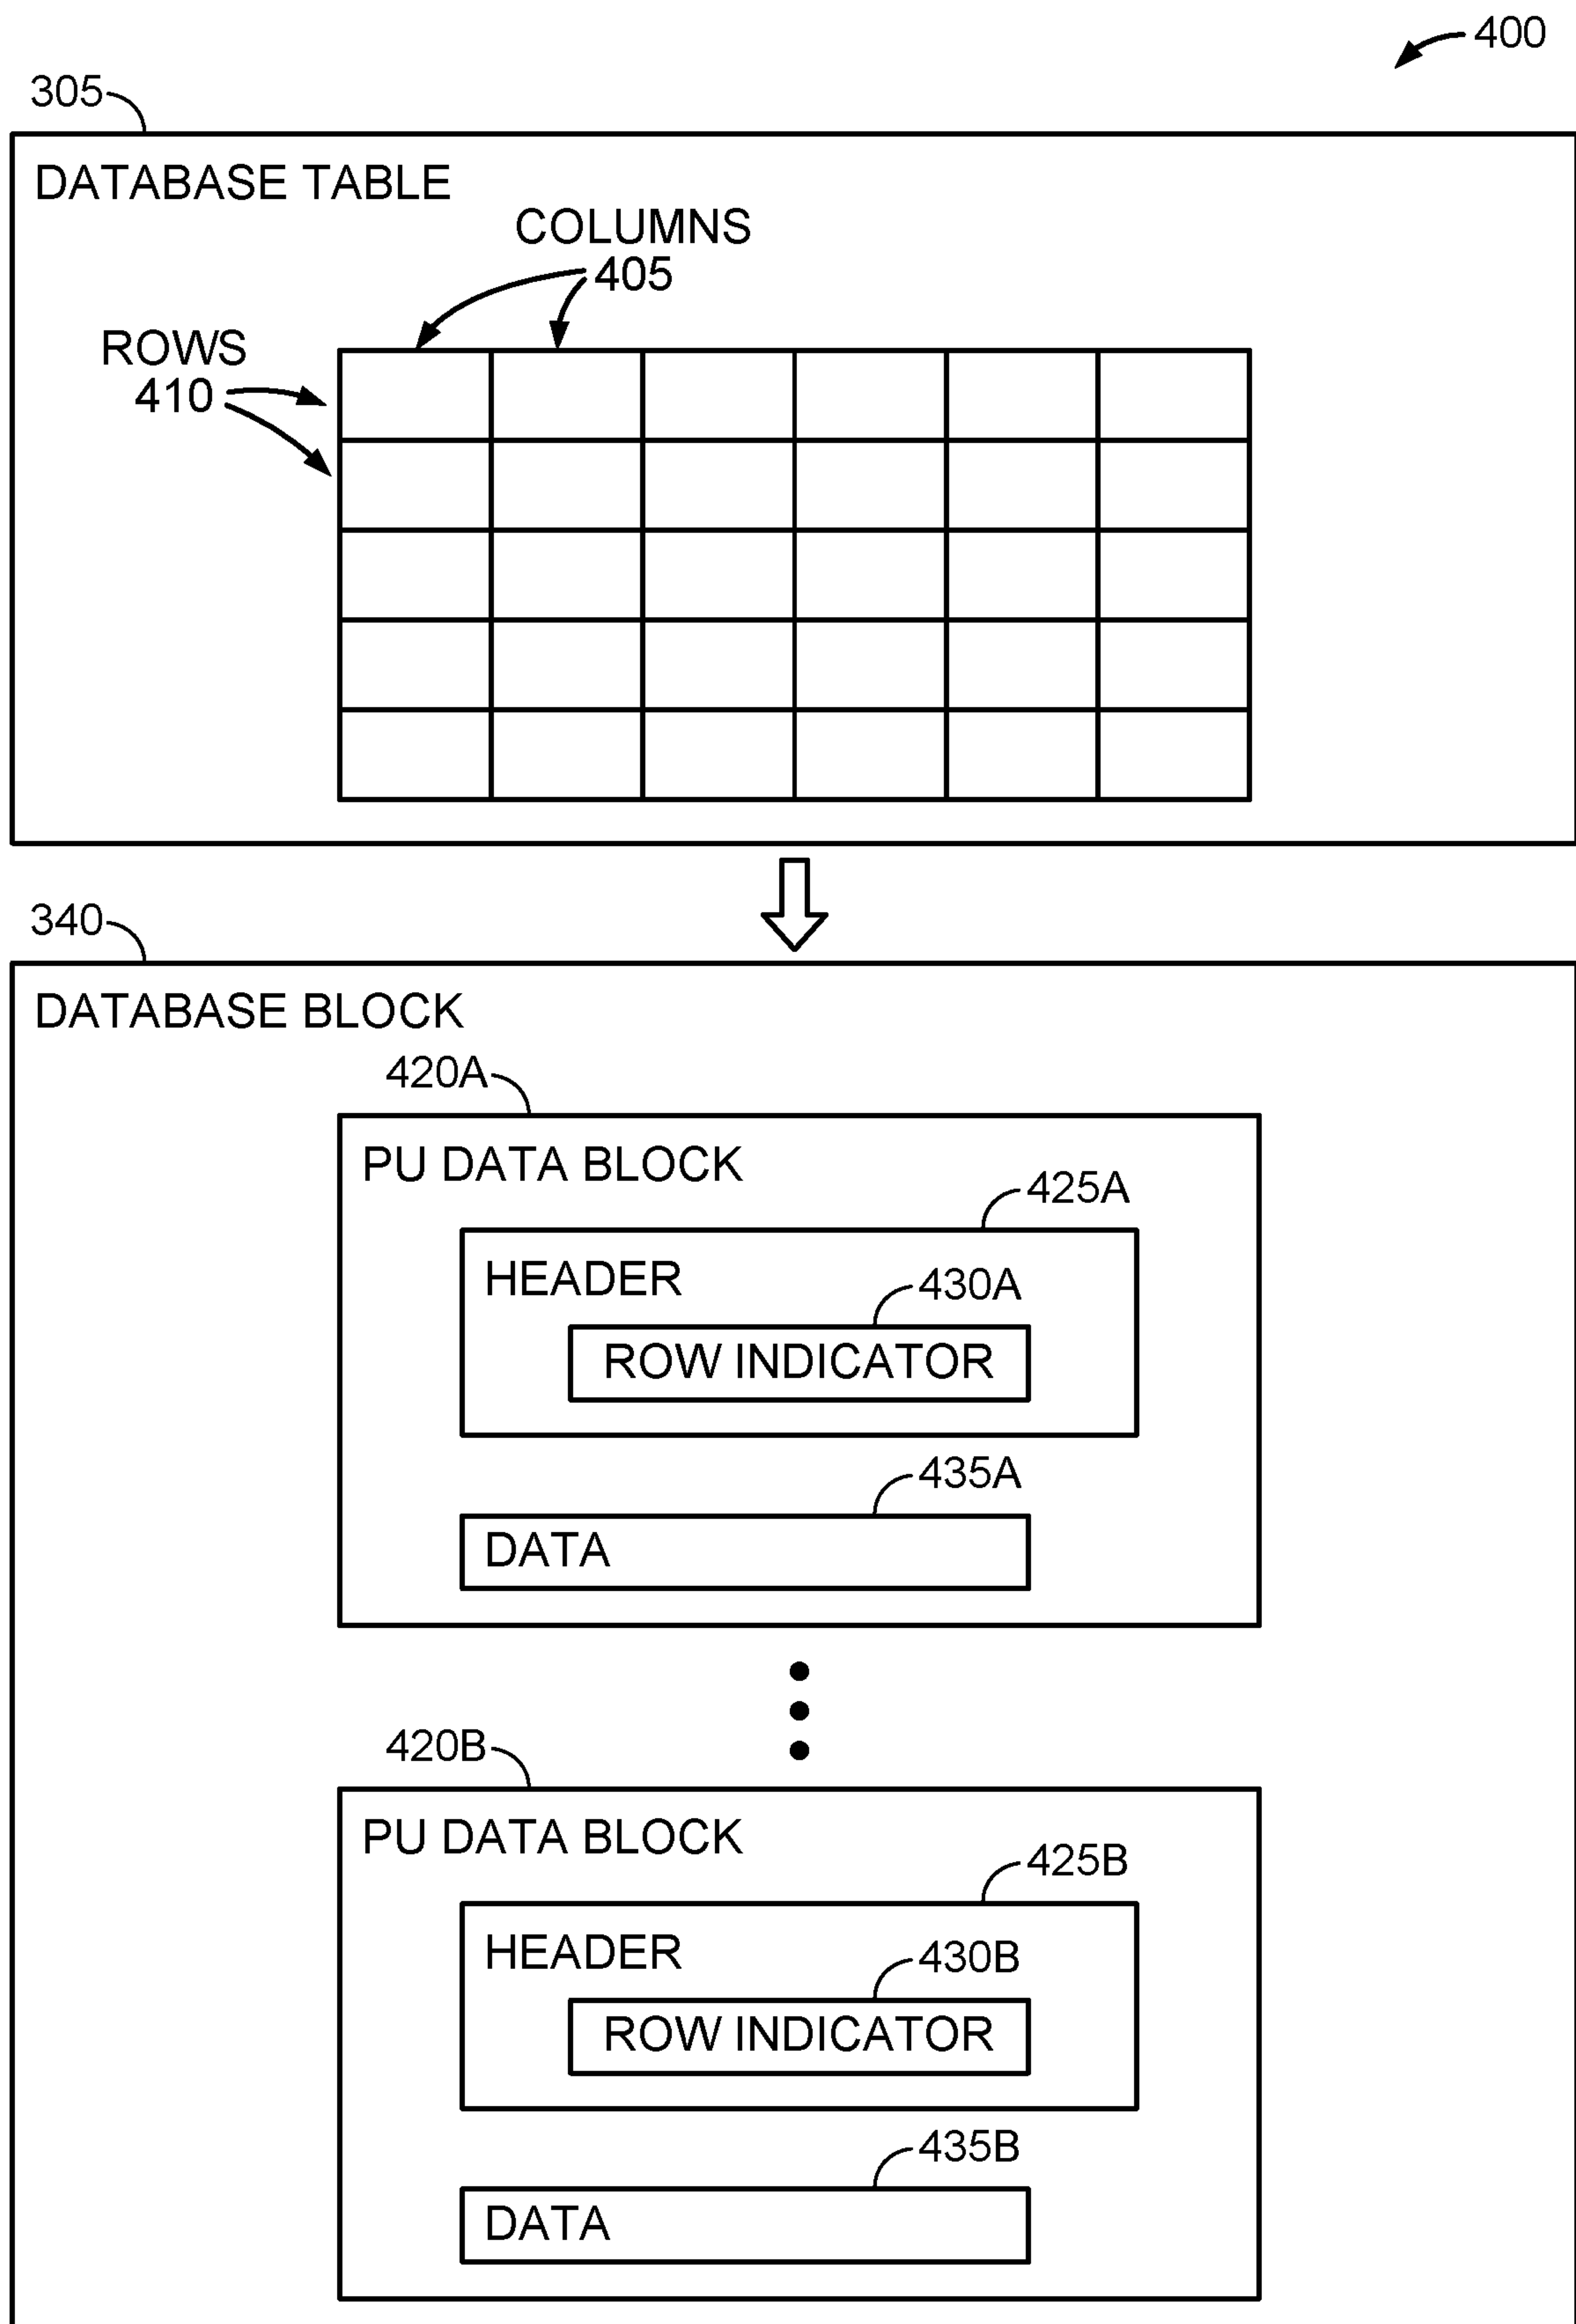 400
305
DATABASE TABLE
COLUMNS
405
ROWS
410
340
DATABASE BLOCK
420A
PU DATA BLOCK
425A
HEADER
430A
ROW INDICATOR
435A
DATA
420B
PU DATA BLOCK
425B
HEADER
430B
ROW INDICATOR
435B
DATA